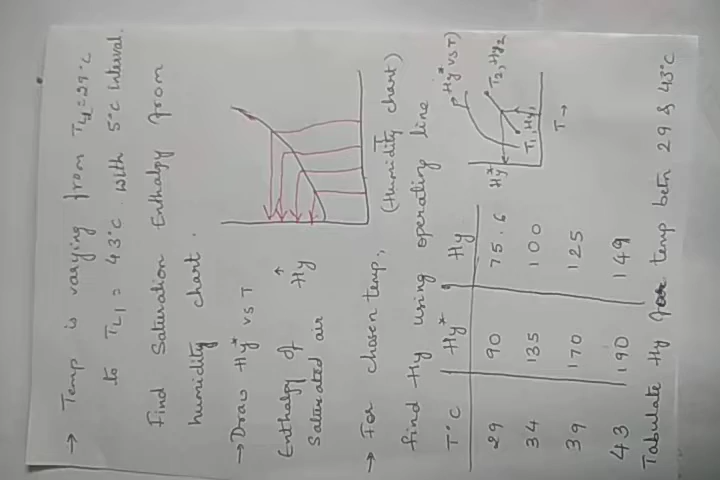 → Temp is varying from TL2 = 29°C
to TL1 = 43°C with 5°C interval.
Find Saturation Enthalpy from
humidity chart.
→ Draw Hy* vs T
Enthalpy of
Saturated air
↑
Hy
T
→ For chosen temp., (Humidity chart)
find Hy using operating line
T°C Hy* Hy
29 90 75.6
34 135 100
39 170 125
43 190 149
Hy*
Hy* vs T)
T2, Hy2
T1, Hy1
T →
Tabulate Hy for temp betn 29 & 43°C